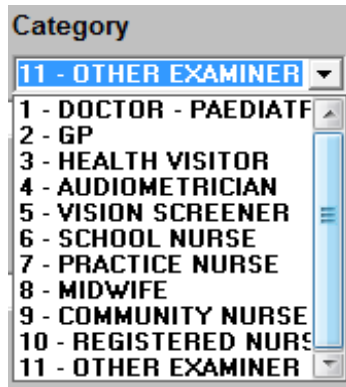 Category
11 - OTHER EXAMINER
1 - DOCTOR - PAEDIATF
2 - GP
3 - HEALTH VISITOR
4 - AUDIOMETRICIAN
5 - VISION SCREENER
6 - SCHOOL NURSE
7 - PRACTICE NURSE
8 - MIDWIFE
9 - COMMUNITY NURSE
10 - REGISTERED NURS
11 - OTHER EXAMINER